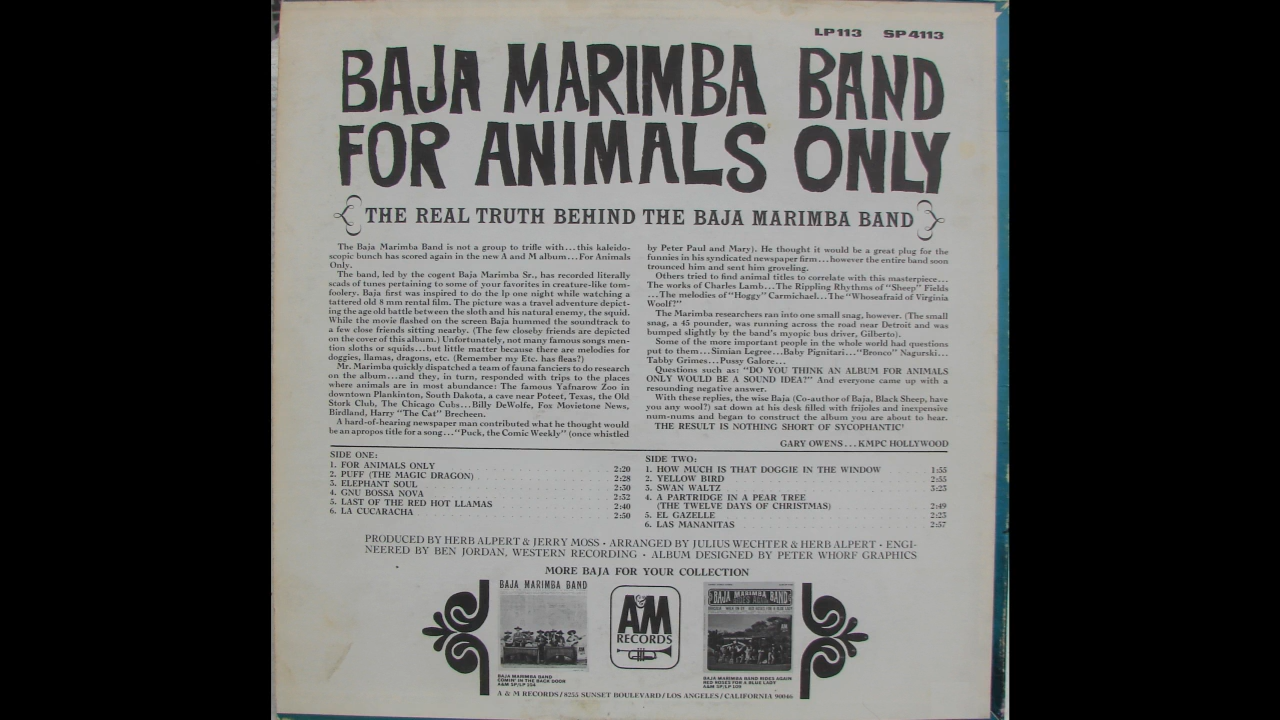 LP113 SP4113
BAJA MARIMBA BAND
FOR ANIMALS ONLY
THE REAL TRUTH BEHIND THE BAJA MARIMBA BAND
The Baja Marimba Band is not a group to trifle with...this kaleido-
scopic bunch has scored again in the new A and M album...For Animals
Only.
The band, led by the cogent Baja Marimba Sr., has recorded literally
scads of tunes pertaining to some of your favorites in creature-like tom-
foolery. Baja first was inspired to do the lp one night while watching a
tattered old 8 mm rental film. The picture was a travel adventure depict-
ing the age old battle between the sloth and his natural enemy, the squid.
While the movie flashed on the screen Baja hummed the soundtrack to
a few close friends sitting nearby. (The few closeby friends are depicted
on the cover of this album.) Unfortunately, not many famous songs men-
tion sloths or squids...but little matter because there are melodies for
doggies, llamas, dragons, etc. (Remember my Etc. has fleas?)
Mr. Marimba quickly dispatched a team of fauna fanciers to do research
on the album...and they, in turn, responded with trips to the places
where animals are in most abundance: The famous Yafnarow Zoo in
downtown Plankinton, South Dakota, a cave near Poteet, Texas, the Old
Stork Club, The Chicago Cubs...Billy DeWolfe, Fox Movietone News,
Birdland, Harry "The Cat" Brecheen.
A hard-of-hearing newspaper man contributed what he thought would
be an apropos title for a song..."Puck, the Comic Weekly" (once whistled
by Peter Paul and Mary). He thought it would be a great plug for the
funnies in his syndicated newspaper firm...however the entire band soon
trounced him and sent him groveling.
Others tried to find animal titles to correlate with this masterpiece...
The works of Charles Lamb...The Rippling Rhythms of "Sheep" Fields
...The melodies of "Hoggy" Carmichael...The "Whoseafraid of Virginia
Woolf?"
The Marimba researchers ran into one small snag, however. (The small
snag, a 45 pounder, was running across the road near Detroit and was
bumped slightly by the band's myopic bus driver, Gilberto).
Some of the more important people in the whole world had questions
put to them...Simian Legree...Baby Pignitari..."Bronco" Nagurski...
Tabby Grimes...Pussy Galore...
Questions such as: "DO YOU THINK AN ALBUM FOR ANIMALS
ONLY WOULD BE A SOUND IDEA?" And everyone came up with a
resounding negative answer.
With these replies, the wise Baja (Co-author of Baja, Black Sheep, have
you any wool?) sat down at his desk filled with frijoles and inexpensive
num-nums and began to construct the album you are about to hear.
THE RESULT IS NOTHING SHORT OF SYCOPHANTIC'
GARY OWENS...KMPC HOLLYWOOD
SIDE ONE:
1. FOR ANIMALS ONLY 2:20
2. PUFF (THE MAGIC DRAGON) 2:28
3. ELEPHANT SOUL 2:30
4. GNU BOSSA NOVA 2:32
5. LAST OF THE RED HOT LLAMAS 2:40
6. LA CUCARACHA 2:50
SIDE TWO:
1. HOW MUCH IS THAT DOGGIE IN THE WINDOW 1:55
2. YELLOW BIRD 2:55
3. SWAN WALTZ 3:23
4. A PARTRIDGE IN A PEAR TREE
(THE TWELVE DAYS OF CHRISTMAS) 2:49
5. EL GAZELLE 2:23
6. LAS MANANITAS 2:57
PRODUCED BY HERB ALPERT & JERRY MOSS • ARRANGED BY JULIUS WECHTER & HERB ALPERT • ENGI-
NEERED BY BEN JORDAN, WESTERN RECORDING • ALBUM DESIGNED BY PETER WHORF GRAPHICS
MORE BAJA FOR YOUR COLLECTION
BAJA MARIMBA BAND
A&M
RECORDS
BAJA MARIMBA BAND
BAJA MARIMBA BAND
COMIN' IN THE BACK DOOR
A&M SP/LP 104
BAJA MARIMBA BAND RIDES AGAIN
RED ROSES FOR A BLUE LADY
A&M SP/LP 109
A & M RECORDS/8255 SUNSET BOULEVARD/LOS ANGELES/CALIFORNIA 90046